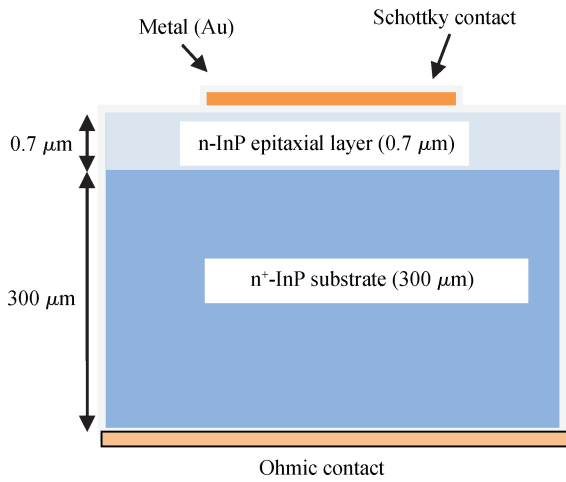 Metal (Au)
Schottky contact
0.7 μm
n-InP epitaxial layer (0.7 μm)
n⁺-InP substrate (300 μm)
300 μm
Ohmic contact